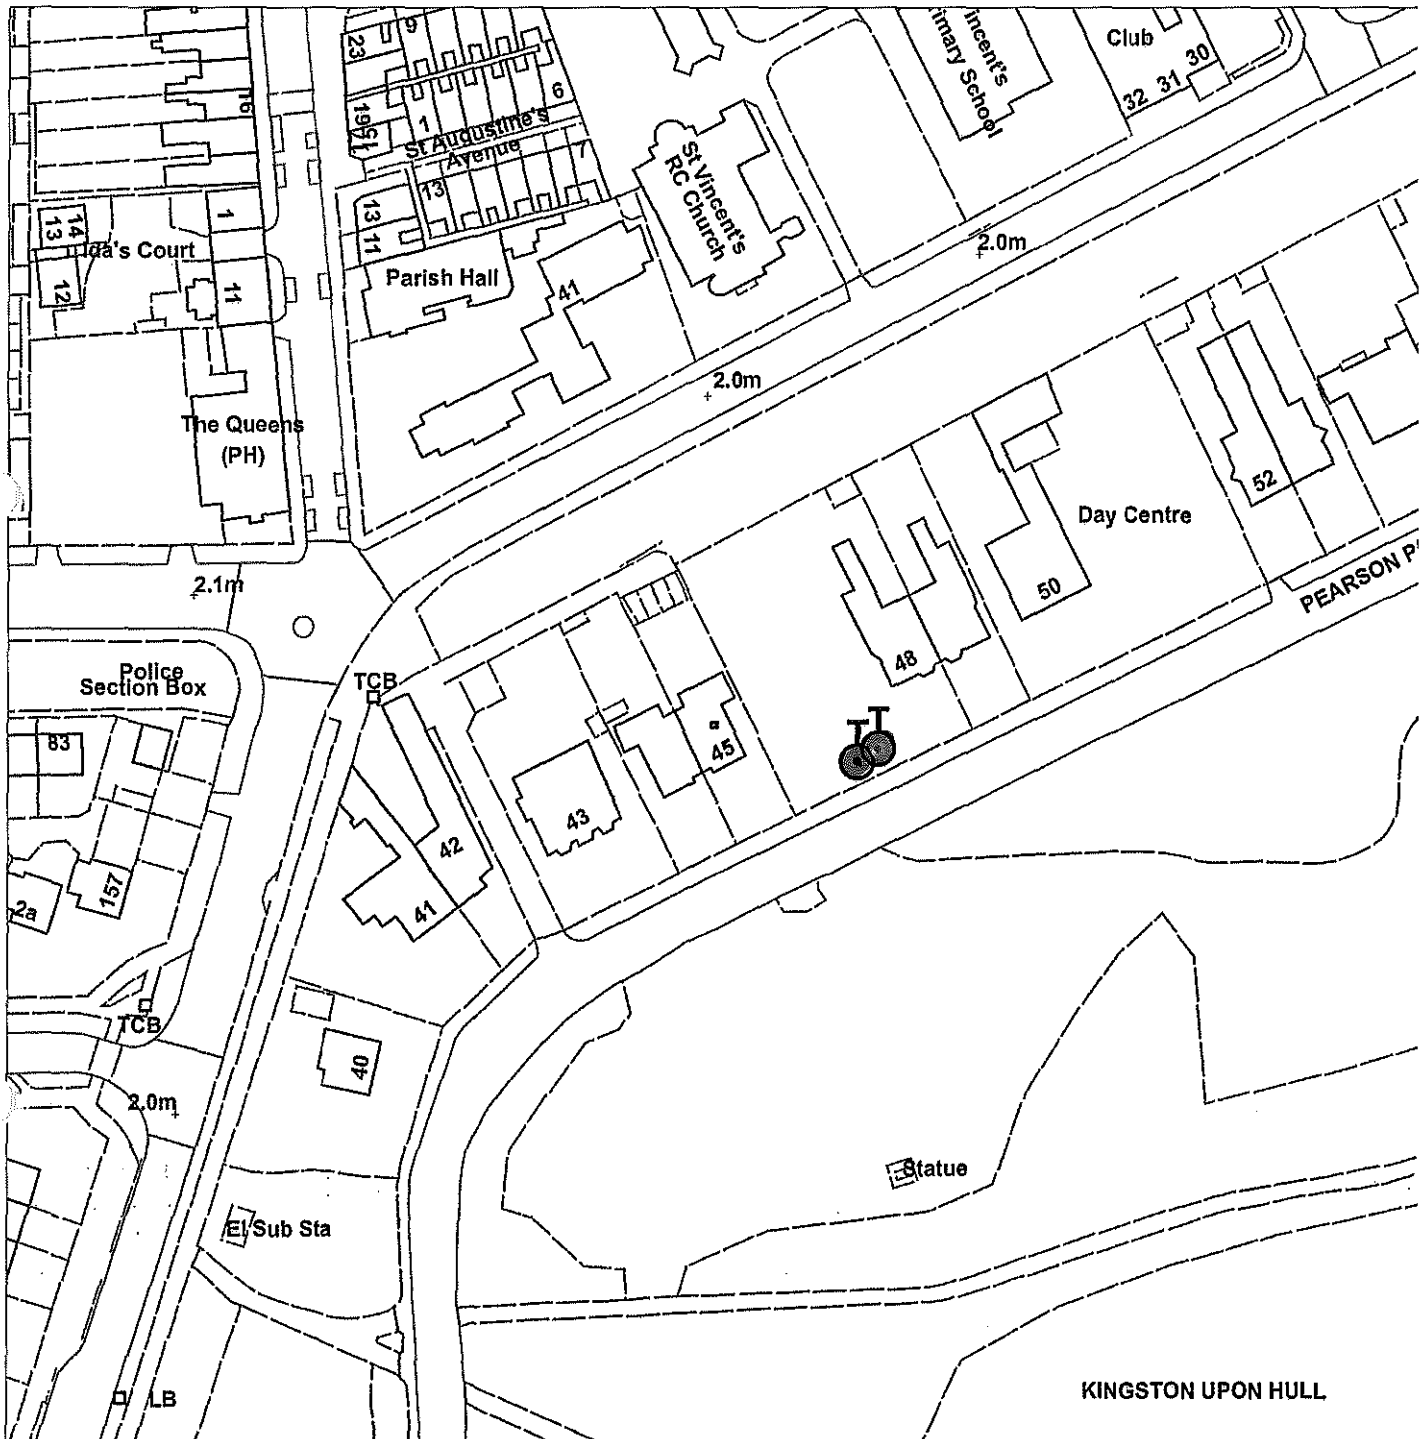 9
23
6
19
1
St Augustine's
Avenue
7
13
13
11
Parish Hall
41
St Vincent's
RC Church
Vincent's
Primary School
Club
32 31 30
2.0m
16
1
14
13
Ida's Court
12
11
The Queens
(PH)
2.0m
52
Day Centre
50
48
PEARSON P
2.1m
Police
Section Box
TCB
83
T T
45
43
42
41
157
2a
TCB
40
2.0m
Statue
El Sub Sta
KINGSTON UPON HULL
LB